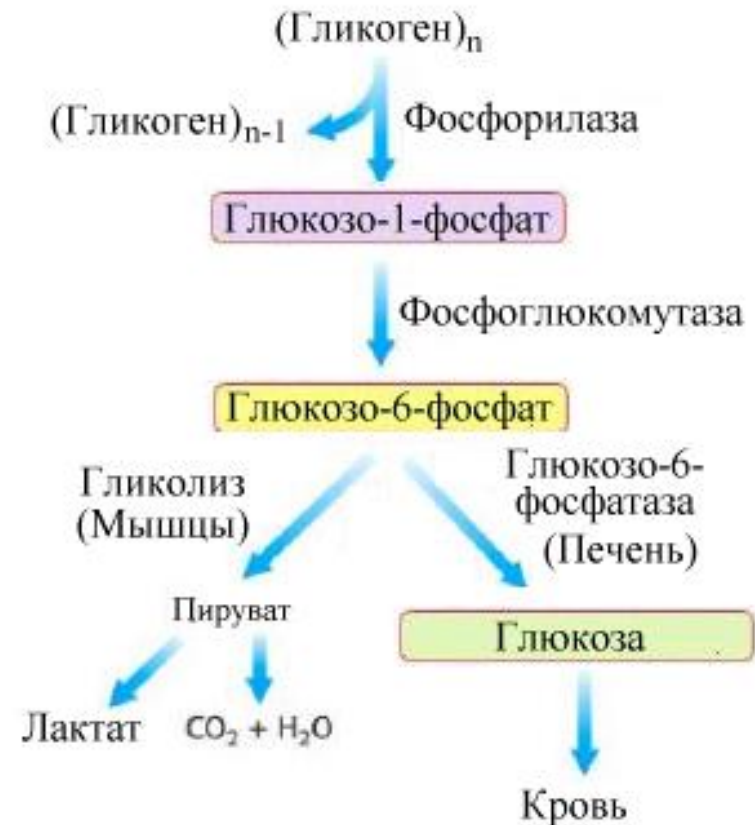 (Гликоген)n
(Гликоген)n-1
Фосфорилаза
Глюкозо-1-фосфат
Фосфоглюкомутаза
Глюкозо-6-фосфат
Гликолиз
(Мышцы)
Глюкозо-6-
фосфатаза
(Печень)
Пируват
Глюкоза
Лактат
CO2 + H2O
Кровь